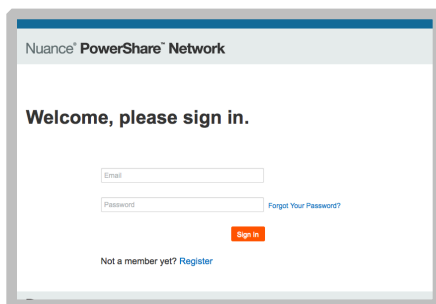 Nuance® PowerShare™ Network
Welcome, please sign in.
Email
Password
Forgot Your Password?
Sign In
Not a member yet? Register